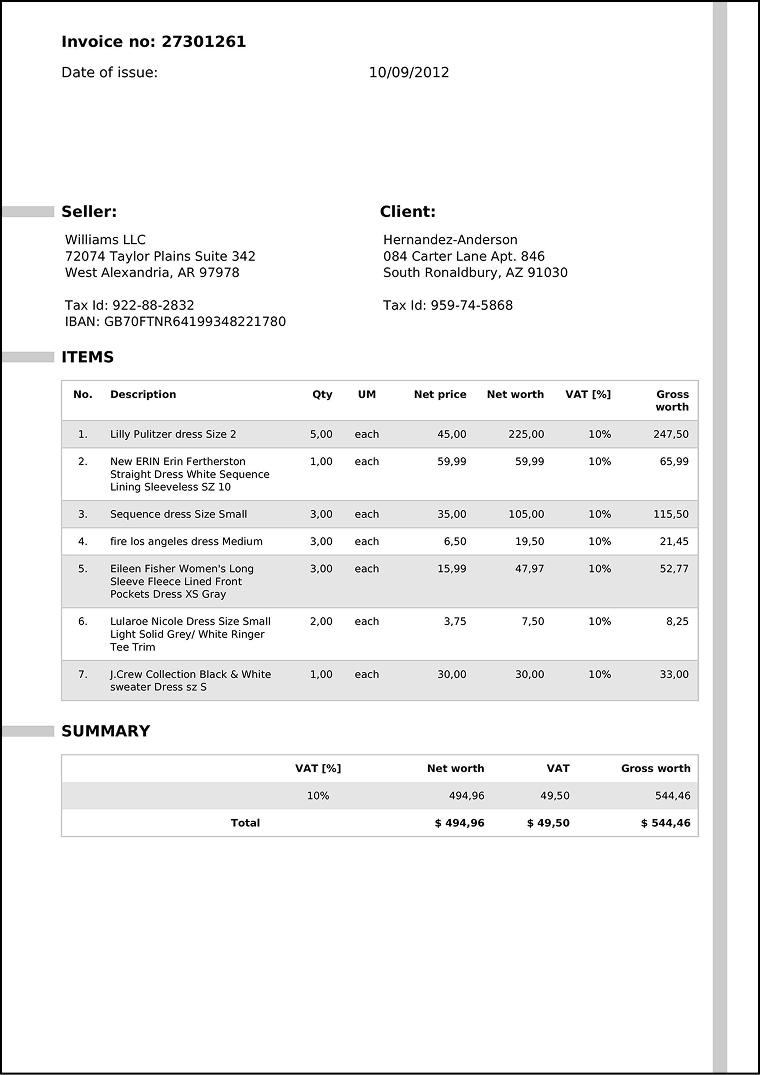 Invoice no: 27301261
Date of issue: 10/09/2012
Seller: Client:
Williams LLC Hernandez-Anderson
72074 Taylor Plains Suite 342 084 Carter Lane Apt. 846
West Alexandria, AR 97978 South Ronaldbury, AZ 91030
Tax Id: 922-88-2832 Tax Id: 959-74-5868
IBAN: GB70FTNR64199348221780
ITEMS
No. Description Qty UM Net price Net worth VAT [%] Gross
worth
1. Lilly Pulitzer dress Size 2 5,00 each 45,00 225,00 10% 247,50
2. New ERIN Erin Fertherston 1,00 each 59,99 59,99 10% 65,99
Straight Dress White Sequence
Lining Sleeveless SZ 10
3. Sequence dress Size Small 3,00 each 35,00 105,00 10% 115,50
4. fire los angeles dress Medium 3,00 each 6,50 19,50 10% 21,45
5. Eileen Fisher Women's Long 3,00 each 15,99 47,97 10% 52,77
Sleeve Fleece Lined Front
Pockets Dress XS Gray
6. Lularoe Nicole Dress Size Small 2,00 each 3,75 7,50 10% 8,25
Light Solid Grey/ White Ringer
Tee Trim
7. J.Crew Collection Black & White 1,00 each 30,00 30,00 10% 33,00
sweater Dress sz S
SUMMARY
VAT [%] Net worth VAT Gross worth
10% 494,96 49,50 544,46
Total $ 494,96 $ 49,50 $ 544,46